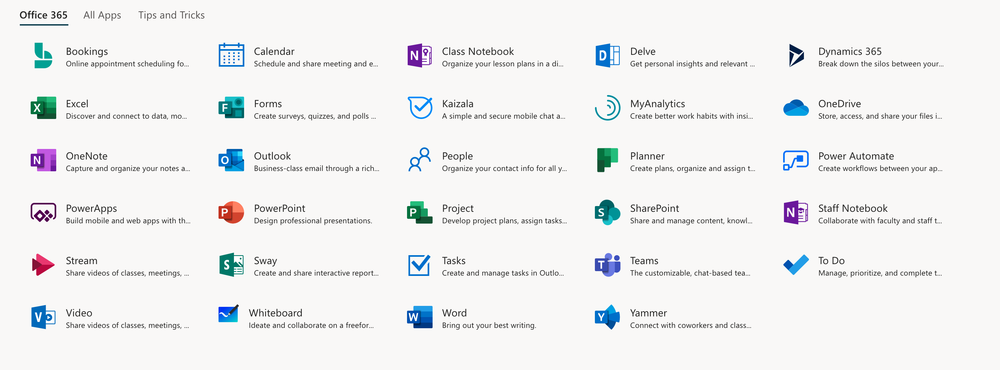 Office 365 All Apps Tips and Tricks
Bookings
Online appointment scheduling fo...
Calendar
Schedule and share meeting and e...
N Class Notebook
Organize your lesson plans in a di...
D Delve
Get personal insights and relevant ...
Dynamics 365
Break down the silos between your...
X Excel
Discover and connect to data, mo...
F Forms
Create surveys, quizzes, and polls ...
Kaizala
A simple and secure mobile chat a...
MyAnalytics
Create better work habits with insi...
OneDrive
Store, access, and share your files i...
N OneNote
Capture and organize your notes a...
O Outlook
Business-class email through a rich...
People
Organize your contact info for all y...
Planner
Create plans, organize and assign t...
Power Automate
Create workflows between your ap...
PowerApps
Build mobile and web apps with th...
P PowerPoint
Design professional presentations.
P Project
Develop project plans, assign tasks...
S SharePoint
Share and manage content, knowl...
N Staff Notebook
Collaborate with faculty and staff t...
Stream
Share videos of classes, meetings, ...
S Sway
Create and share interactive report...
Tasks
Create and manage tasks in Outlo...
T Teams
The customizable, chat-based tea...
To Do
Manage, prioritize, and complete t...
V Video
Share videos of classes, meetings, ...
Whiteboard
Ideate and collaborate on a freefor...
W Word
Bring out your best writing.
Y Yammer
Connect with coworkers and class...